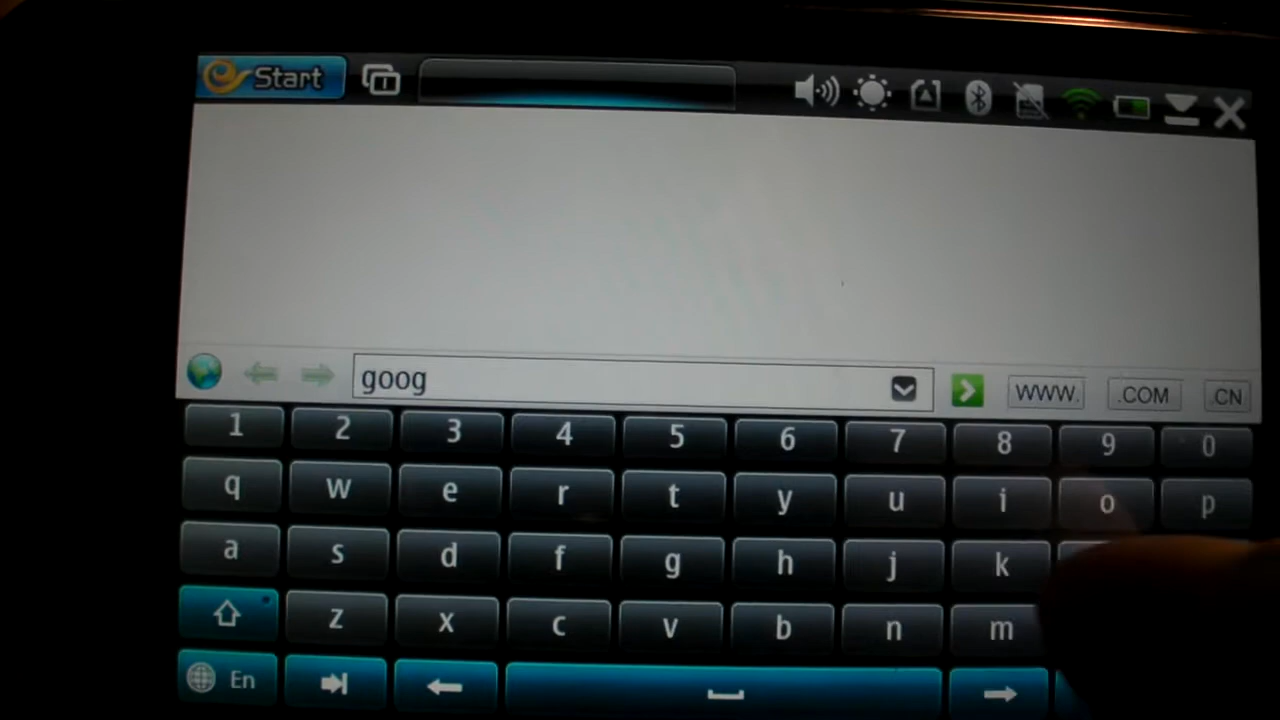 Start
goog
WWW. .COM .CN
1 2 3 4 5 6 7 8 9 0
q w e r t y u i o p
a s d f g h j k
z x c v b n m
En